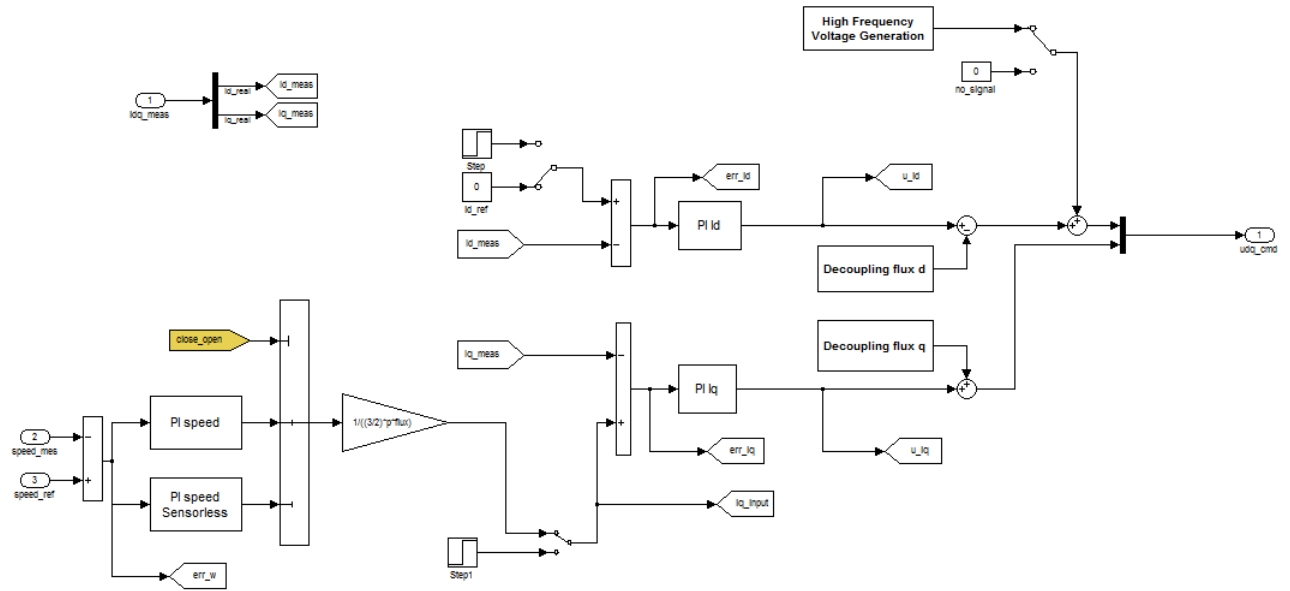 High Frequency
Voltage Generation
0
no_signal
1
Idq_meas
Id_real
Iq_real
Id_meas
Iq_meas
Step
0
Id_ref
Id_meas
+
−
err_Id
PI Id
u_Id
−
+
+
Decoupling flux d
1
udq_cmd
close_open
Iq_meas
−
+
Decoupling flux q
PI Iq
+
+
PI speed
1/((3/2)*p*flux)
2
speed_mes
−
3
speed_ref
+
PI speed
Sensorless
err_Iq
u_Iq
Iq_input
Step1
err_w